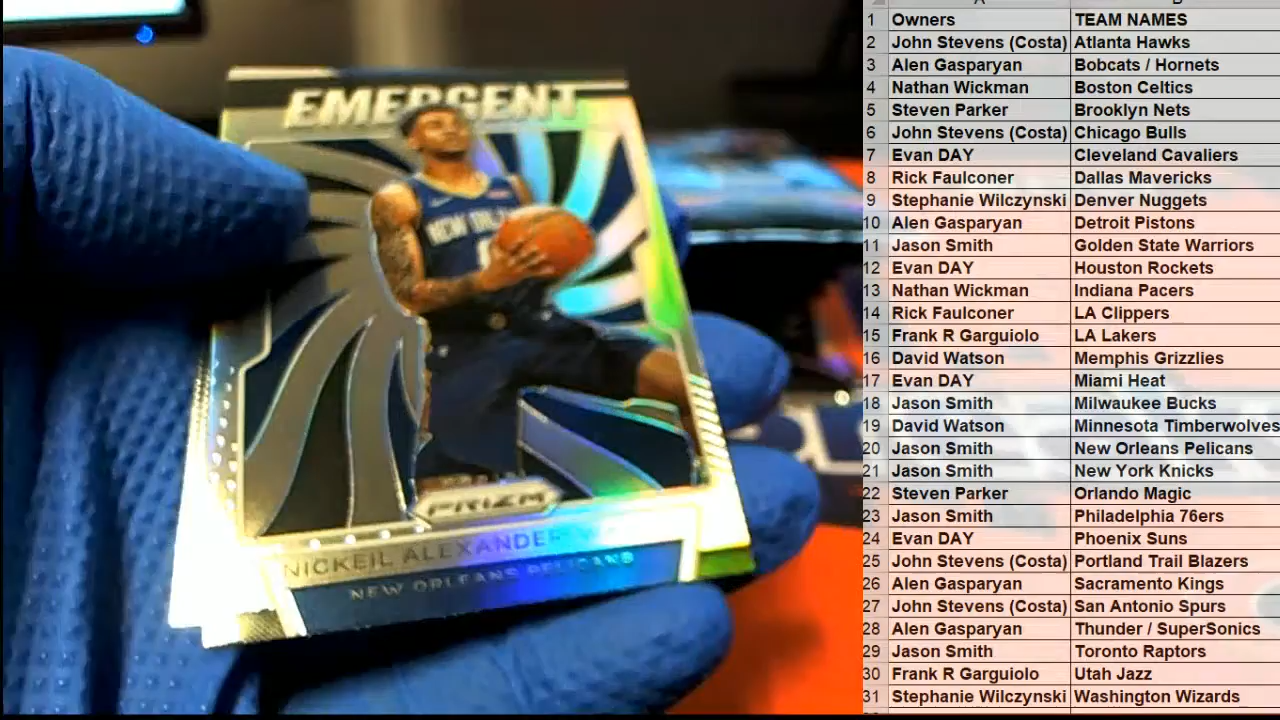 EMERGENT
NEW ORLE
PRIZM
NICKEIL ALEXANDER
NEW ORLEANS PELICANS
1 Owners TEAM NAMES
2 John Stevens (Costa) Atlanta Hawks
3 Alen Gasparyan Bobcats / Hornets
4 Nathan Wickman Boston Celtics
5 Steven Parker Brooklyn Nets
6 John Stevens (Costa) Chicago Bulls
7 Evan DAY Cleveland Cavaliers
8 Rick Faulconer Dallas Mavericks
9 Stephanie Wilczynski Denver Nuggets
10 Alen Gasparyan Detroit Pistons
11 Jason Smith Golden State Warriors
12 Evan DAY Houston Rockets
13 Nathan Wickman Indiana Pacers
14 Rick Faulconer LA Clippers
15 Frank R Garguiolo LA Lakers
16 David Watson Memphis Grizzlies
17 Evan DAY Miami Heat
18 Jason Smith Milwaukee Bucks
19 David Watson Minnesota Timberwolves
20 Jason Smith New Orleans Pelicans
21 Jason Smith New York Knicks
22 Steven Parker Orlando Magic
23 Jason Smith Philadelphia 76ers
24 Evan DAY Phoenix Suns
25 John Stevens (Costa) Portland Trail Blazers
26 Alen Gasparyan Sacramento Kings
27 John Stevens (Costa) San Antonio Spurs
28 Alen Gasparyan Thunder / SuperSonics
29 Jason Smith Toronto Raptors
30 Frank R Garguiolo Utah Jazz
31 Stephanie Wilczynski Washington Wizards